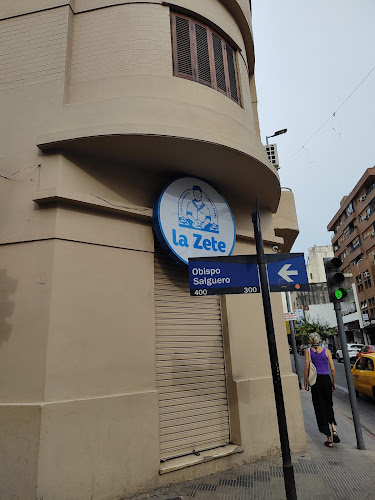 la Zete
Obispo
Salguero
400 300